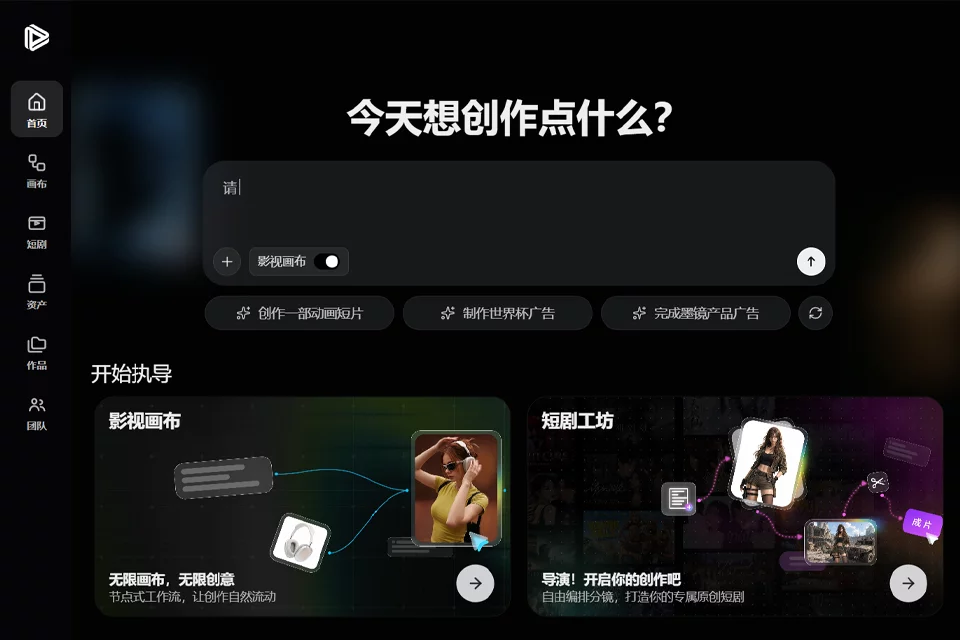 今天想创作点什么?
首页
画布
短剧
资产
作品
团队
请
影视画布
创作一部动画短片
制作世界杯广告
完成墨镜产品广告
开始执导
影视画布
无限画布，无限创意
节点式工作流，让创作自然流动
短剧工坊
成片
导演！开启你的创作吧
自由编排分镜，打造你的专属原创短剧